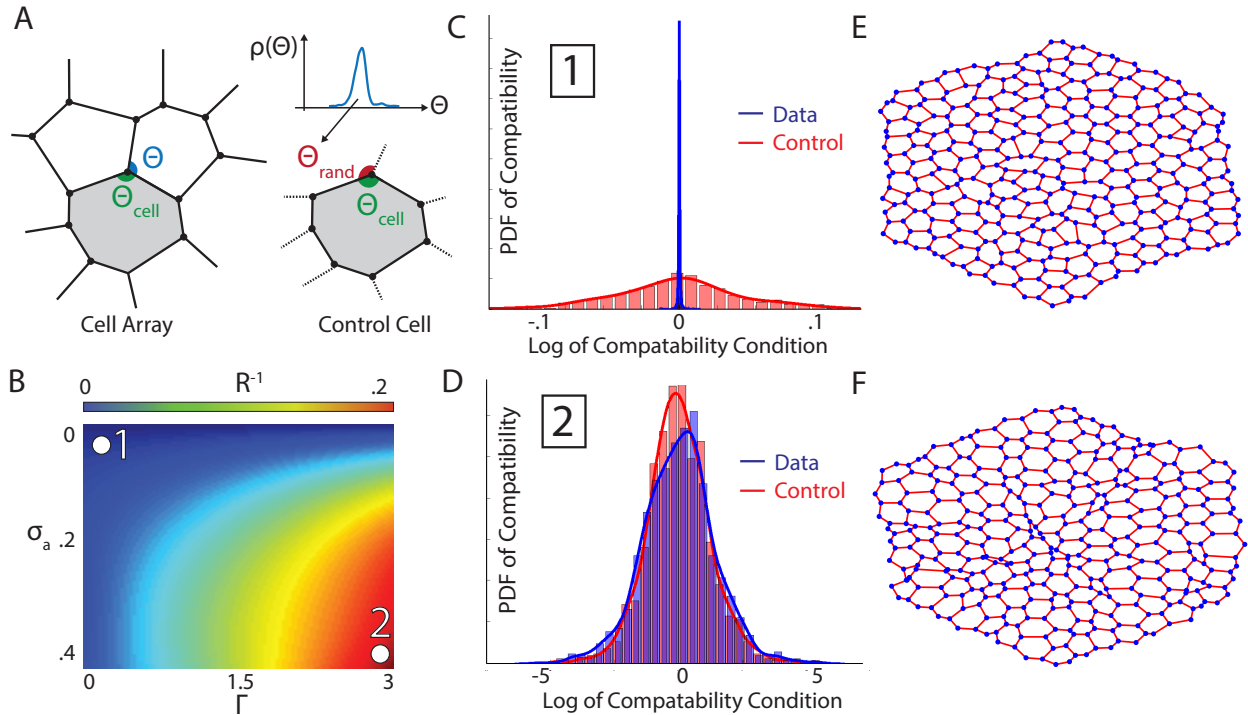 A
ρ(Θ)
Θ
Θ
Θrand
Θcell
Θcell
Cell Array
Control Cell
B
0 R⁻¹ .2
0
1
σa .2
2
.4
0 1.5 3
Γ
C
1
PDF of Compatibility
Data
Control
-.1 0 .1
Log of Compatability Condition
D
2
PDF of Compatibility
Data
Control
-5 0 5
Log of Compatability Condition
E
F